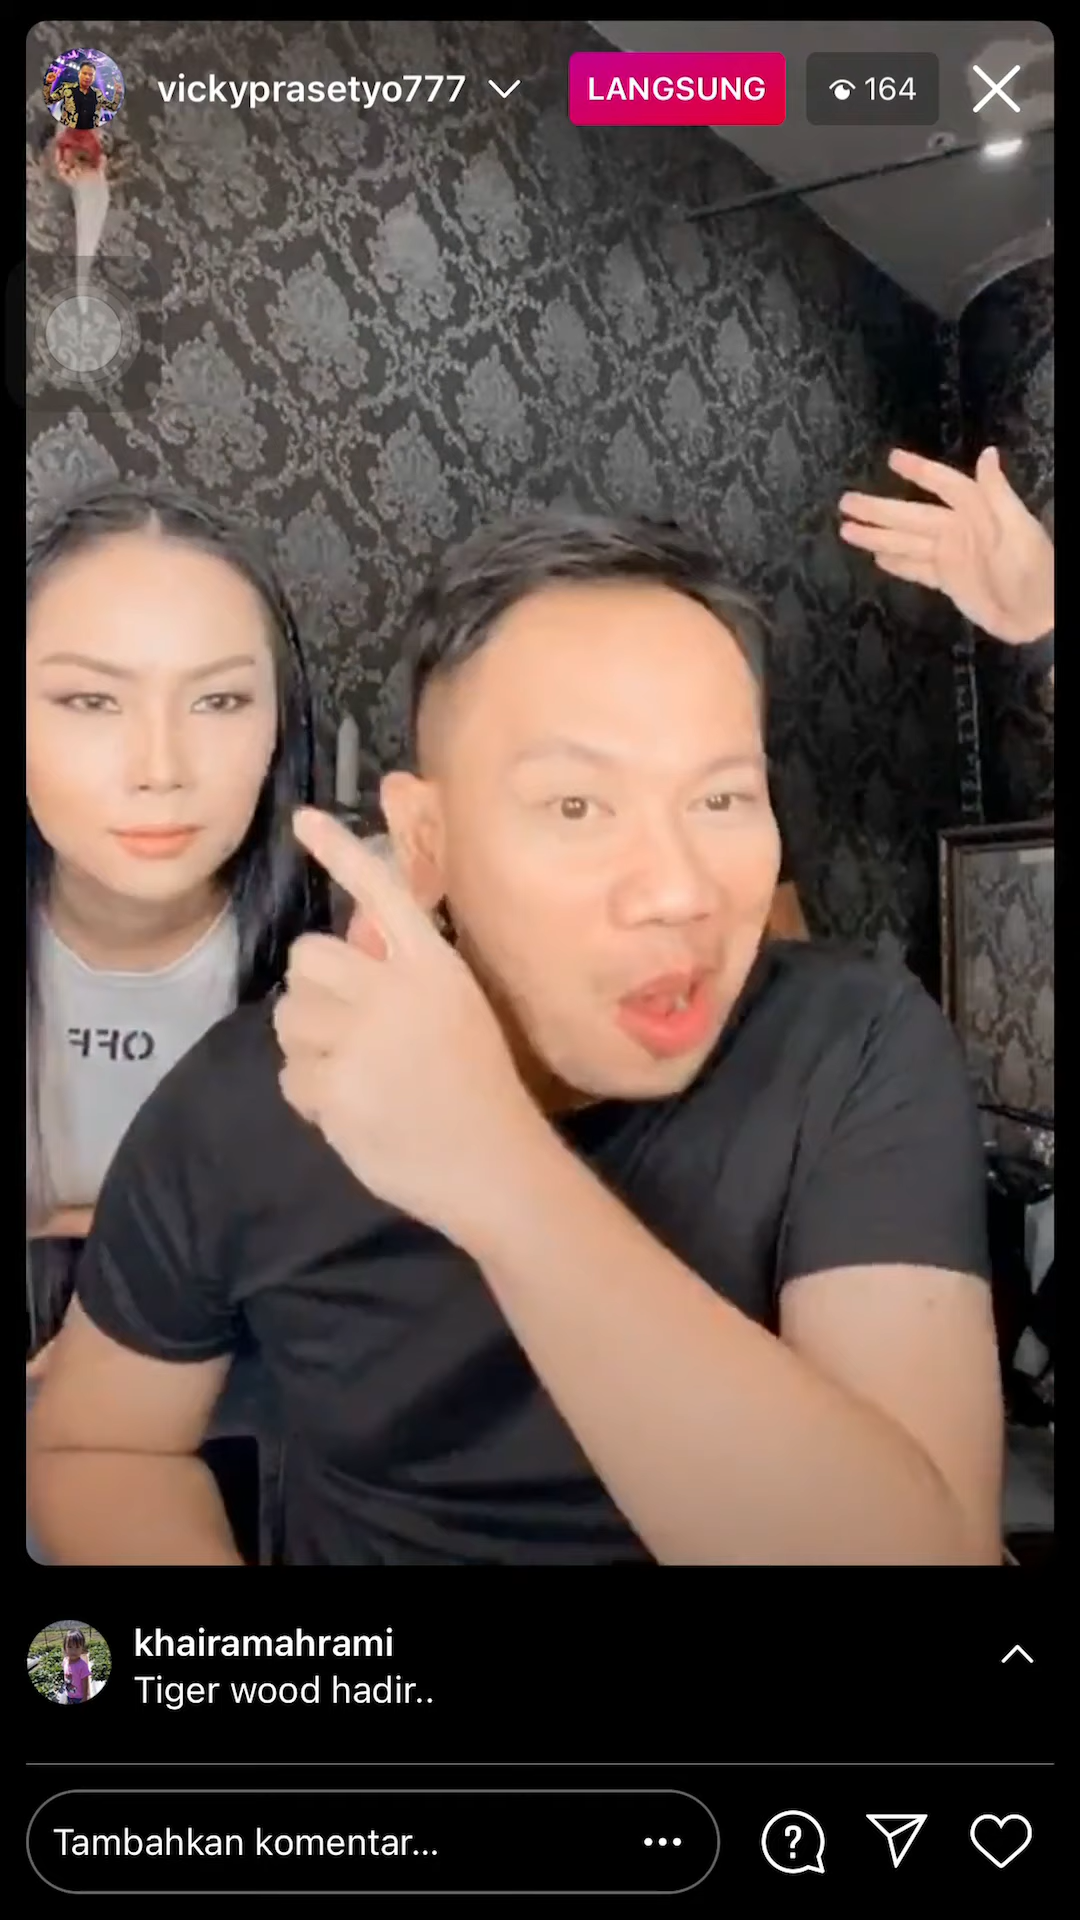 vickyprasetyo777
LANGSUNG
164
OFF
khairamahrami
Tiger wood hadir..
Tambahkan komentar...